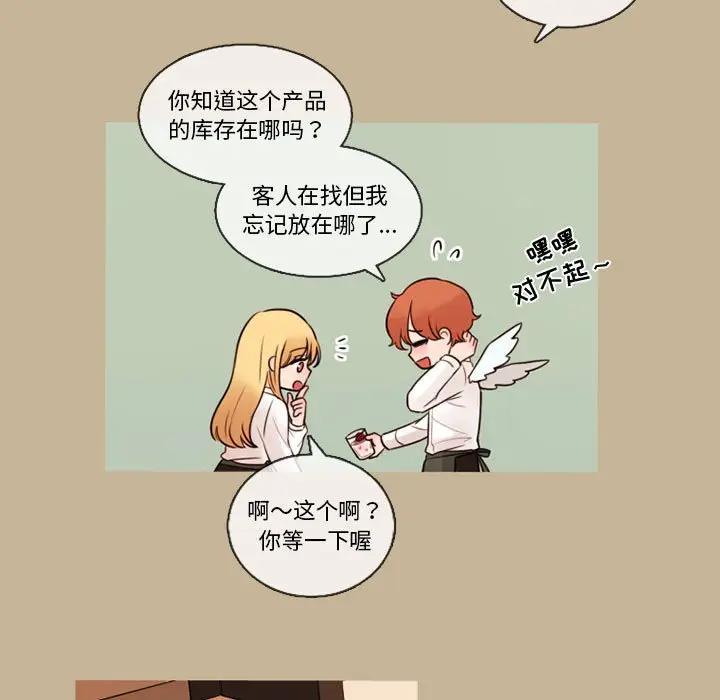 你知道这个产品
的库存在哪吗？
客人在找但我
忘记放在哪了...
嘿嘿
对不起～
啊～这个啊？
你等一下喔